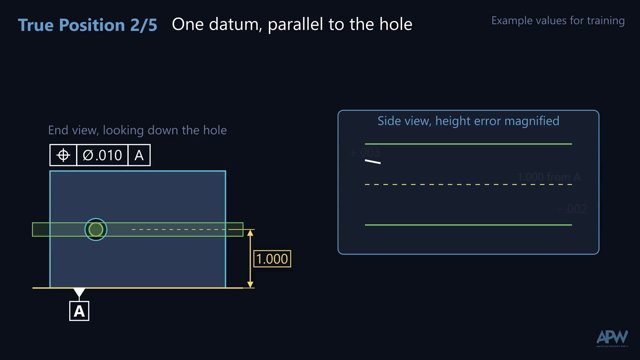 True Position 2/5 One datum, parallel to the hole
Example values for training
End view, looking down the hole
⌖ Ø.010 A
1.000
A
Side view, height error magnified
1.000 from A
.002
APW